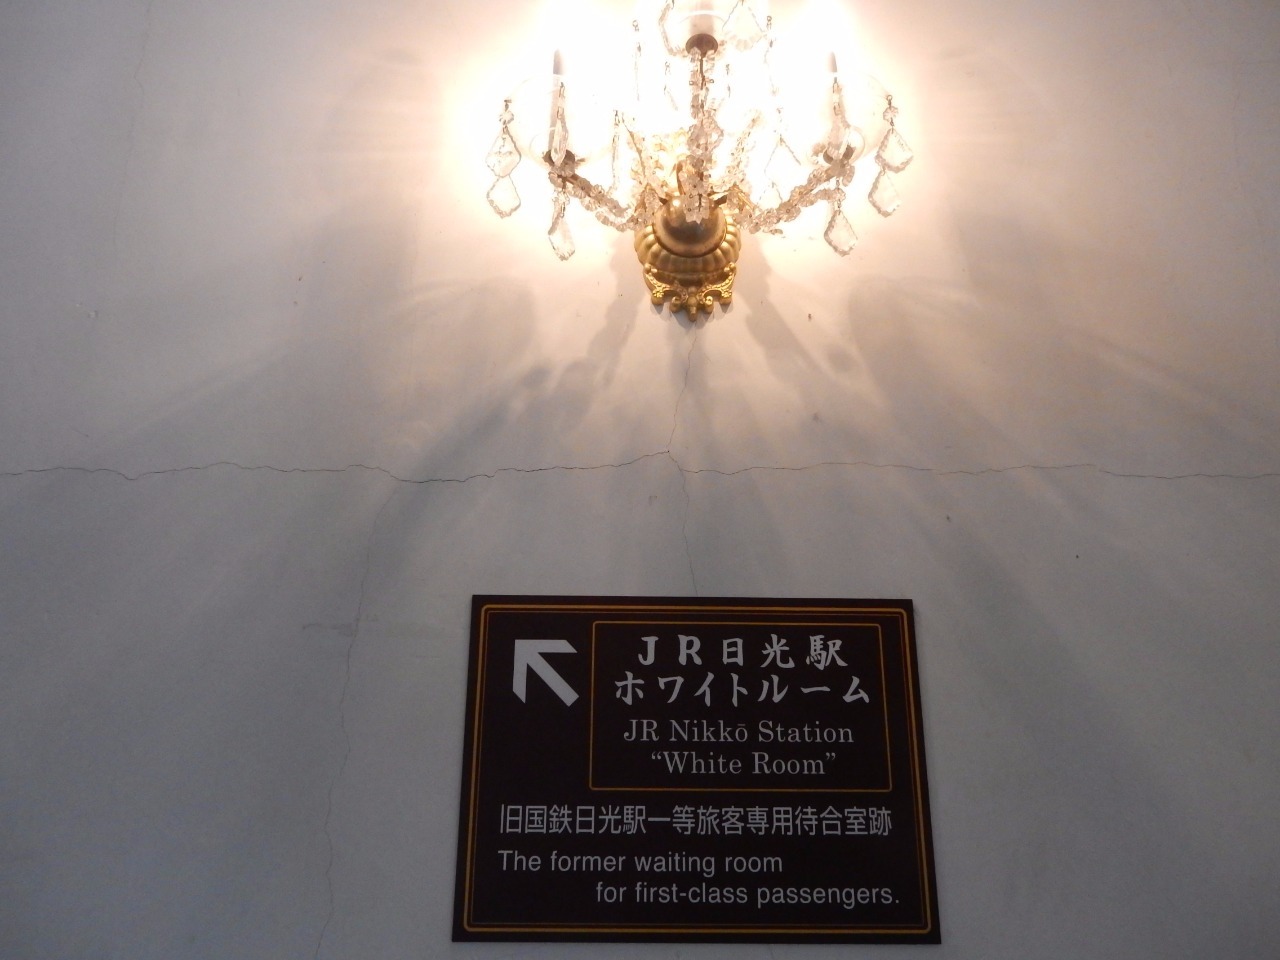 JR日光駅
ホワイトルーム
JR Nikkō Station
“White Room”
旧国鉄日光駅一等旅客専用待合室跡
The former waiting room
for first-class passengers.